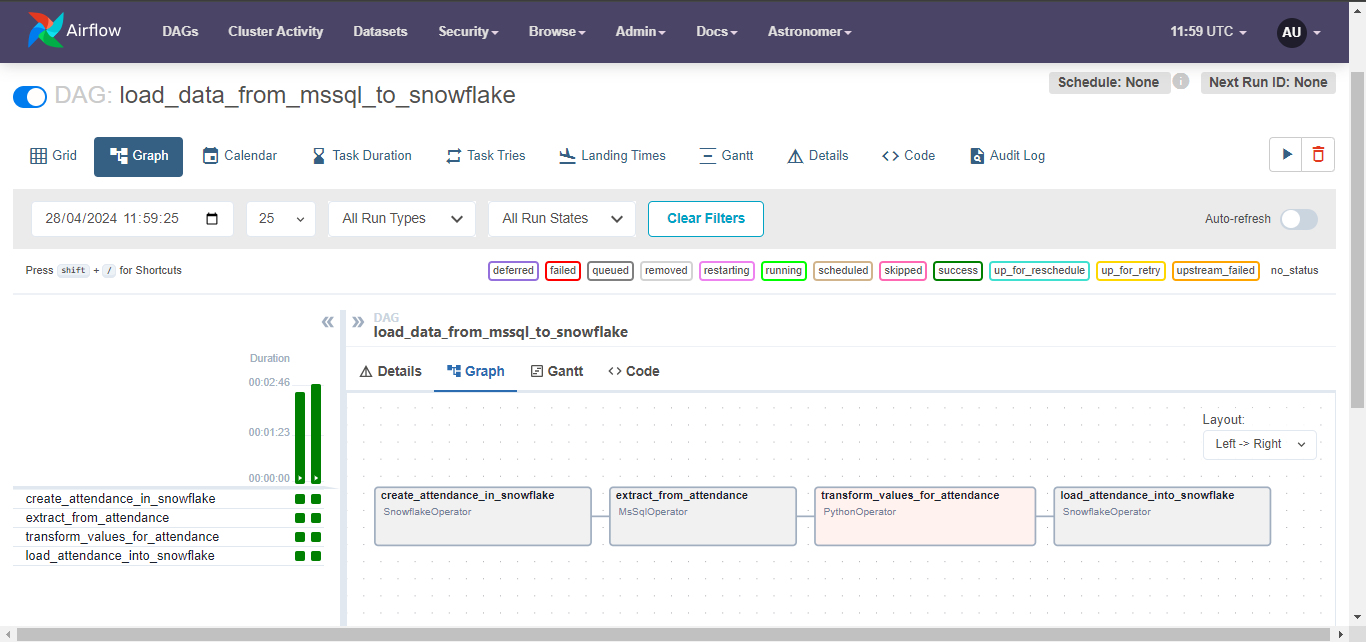 Airflow DAGs Cluster Activity Datasets Security Browse Admin Docs Astronomer 11:59 UTC AU
DAG: load_data_from_mssql_to_snowflake Schedule: None i Next Run ID: None
Grid Graph Calendar Task Duration Task Tries Landing Times Gantt Details Code Audit Log
28/04/2024 11:59:25 25 All Run Types All Run States Clear Filters Auto-refresh
Press shift + / for Shortcuts deferred failed queued removed restarting running scheduled skipped success up_for_reschedule up_for_retry upstream_failed no_status
DAG
load_data_from_mssql_to_snowflake
Duration
00:02:46
00:01:23
00:00:00
create_attendance_in_snowflake
extract_from_attendance
transform_values_for_attendance
load_attendance_into_snowflake
Details Graph Gantt Code
Layout:
Left -> Right
create_attendance_in_snowflake
SnowflakeOperator
extract_from_attendance
MsSqlOperator
transform_values_for_attendance
PythonOperator
load_attendance_into_snowflake
SnowflakeOperator